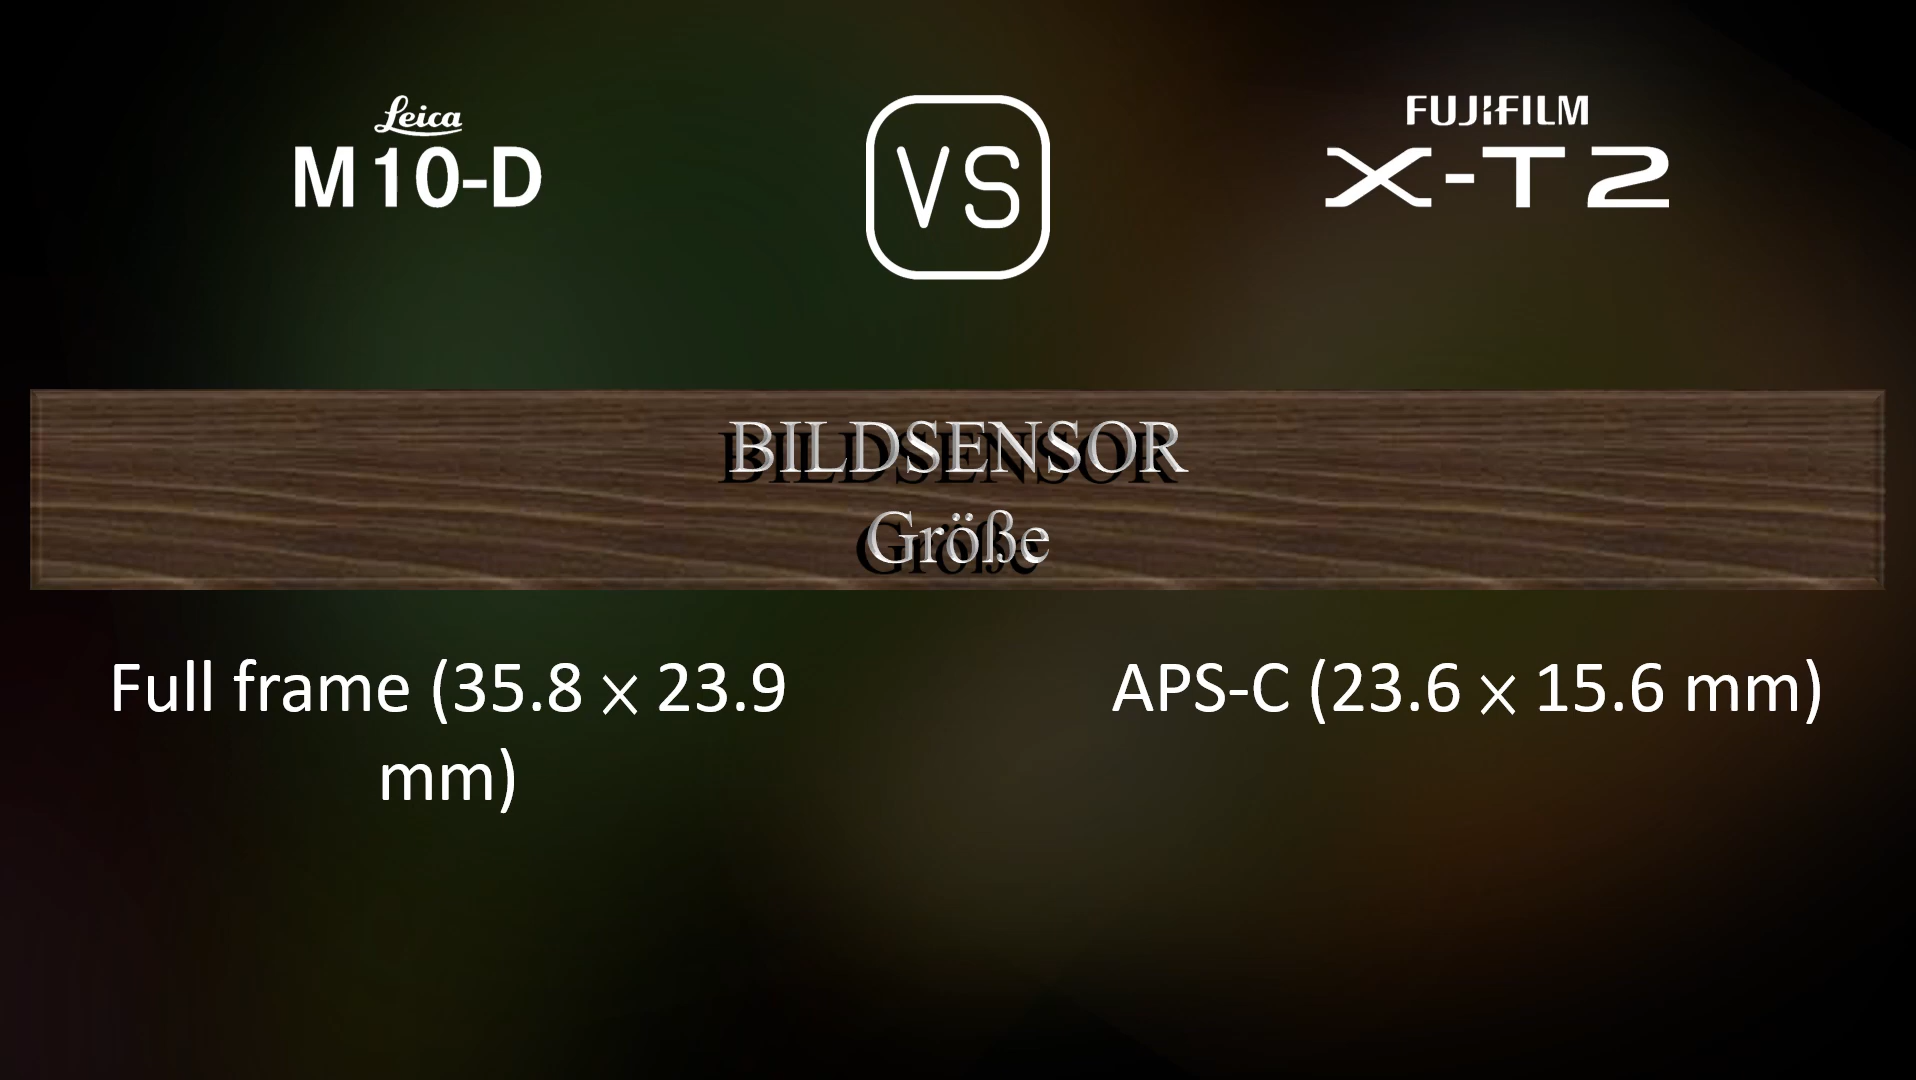 Leica
M10-D
VS
FUJIFILM
X-T2
BILDSENSOR
Größe
Full frame (35.8 x 23.9
mm)
APS-C (23.6 x 15.6 mm)